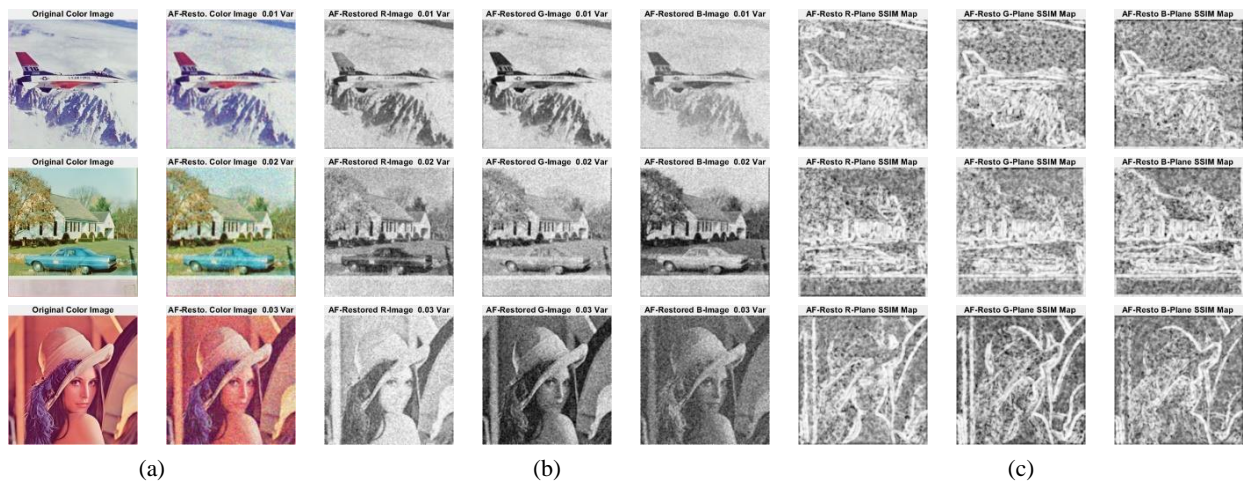 Original Color Image AF-Resto. Color Image 0.01 Var AF-Restored R-Image 0.01 Var AF-Restored G-Image 0.01 Var AF-Restored B-Image 0.01 Var AF-Resto R-Plane SSIM Map AF-Resto G-Plane SSIM Map AF-Resto B-Plane SSIM Map
Original Color Image AF-Resto. Color Image 0.02 Var AF-Restored R-Image 0.02 Var AF-Restored G-Image 0.02 Var AF-Restored B-Image 0.02 Var AF-Resto R-Plane SSIM Map AF-Resto G-Plane SSIM Map AF-Resto B-Plane SSIM Map
Original Color Image AF-Resto. Color Image 0.03 Var AF-Restored R-Image 0.03 Var AF-Restored G-Image 0.03 Var AF-Restored B-Image 0.03 Var AF-Resto R-Plane SSIM Map AF-Resto G-Plane SSIM Map AF-Resto B-Plane SSIM Map
(a) (b) (c)